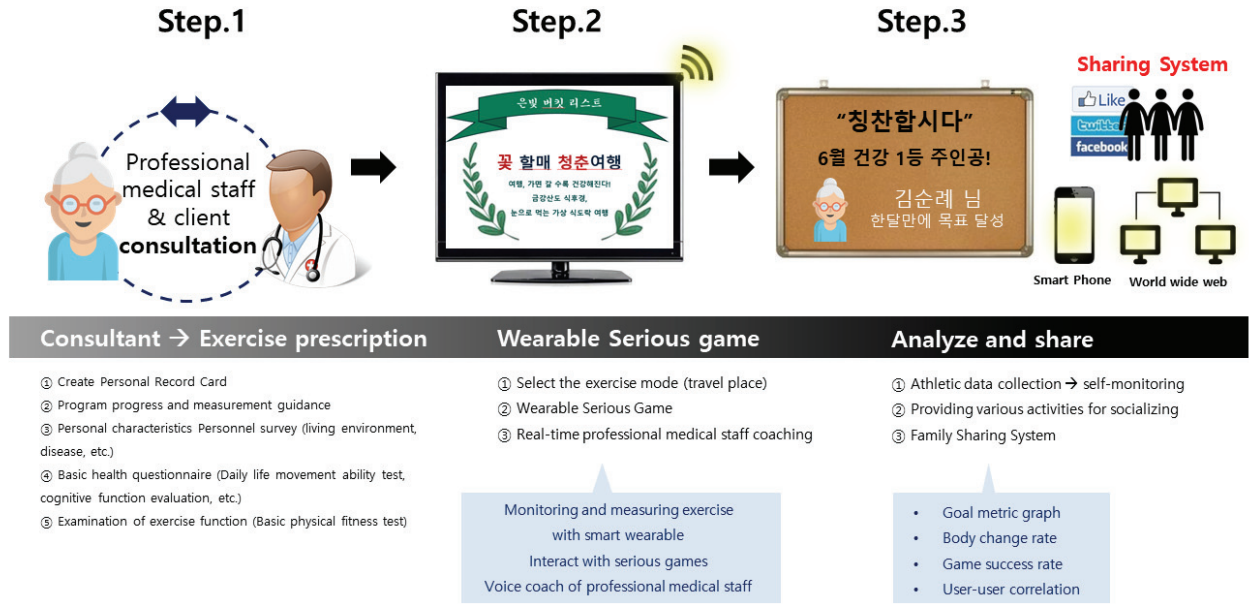 Step.1
Step.2
Step.3
Professional
medical staff
& client
consultation
은빛 버킷 리스트
꽃 할매 청춘여행
여행, 가면 갈 수록 건강해진다!
금강산도 식후경,
눈으로 먹는 가상 식도락 여행
“칭찬합시다”
6월 건강 1등 주인공!
김순례 님
한달만에 목표 달성
Sharing System
Like
twitter
facebook
Smart Phone
World wide web
Consultant → Exercise prescription
① Create Personal Record Card
② Program progress and measurement guidance
③ Personal characteristics Personnel survey (living environment,
disease, etc.)
④ Basic health questionnaire (Daily life movement ability test,
cognitive function evaluation, etc.)
⑤ Examination of exercise function (Basic physical fitness test)
Wearable Serious game
① Select the exercise mode (travel place)
② Wearable Serious Game
③ Real-time professional medical staff coaching
Monitoring and measuring exercise
with smart wearable
Interact with serious games
Voice coach of professional medical staff
Analyze and share
① Athletic data collection → self-monitoring
② Providing various activities for socializing
③ Family Sharing System
• Goal metric graph
• Body change rate
• Game success rate
• User-user correlation